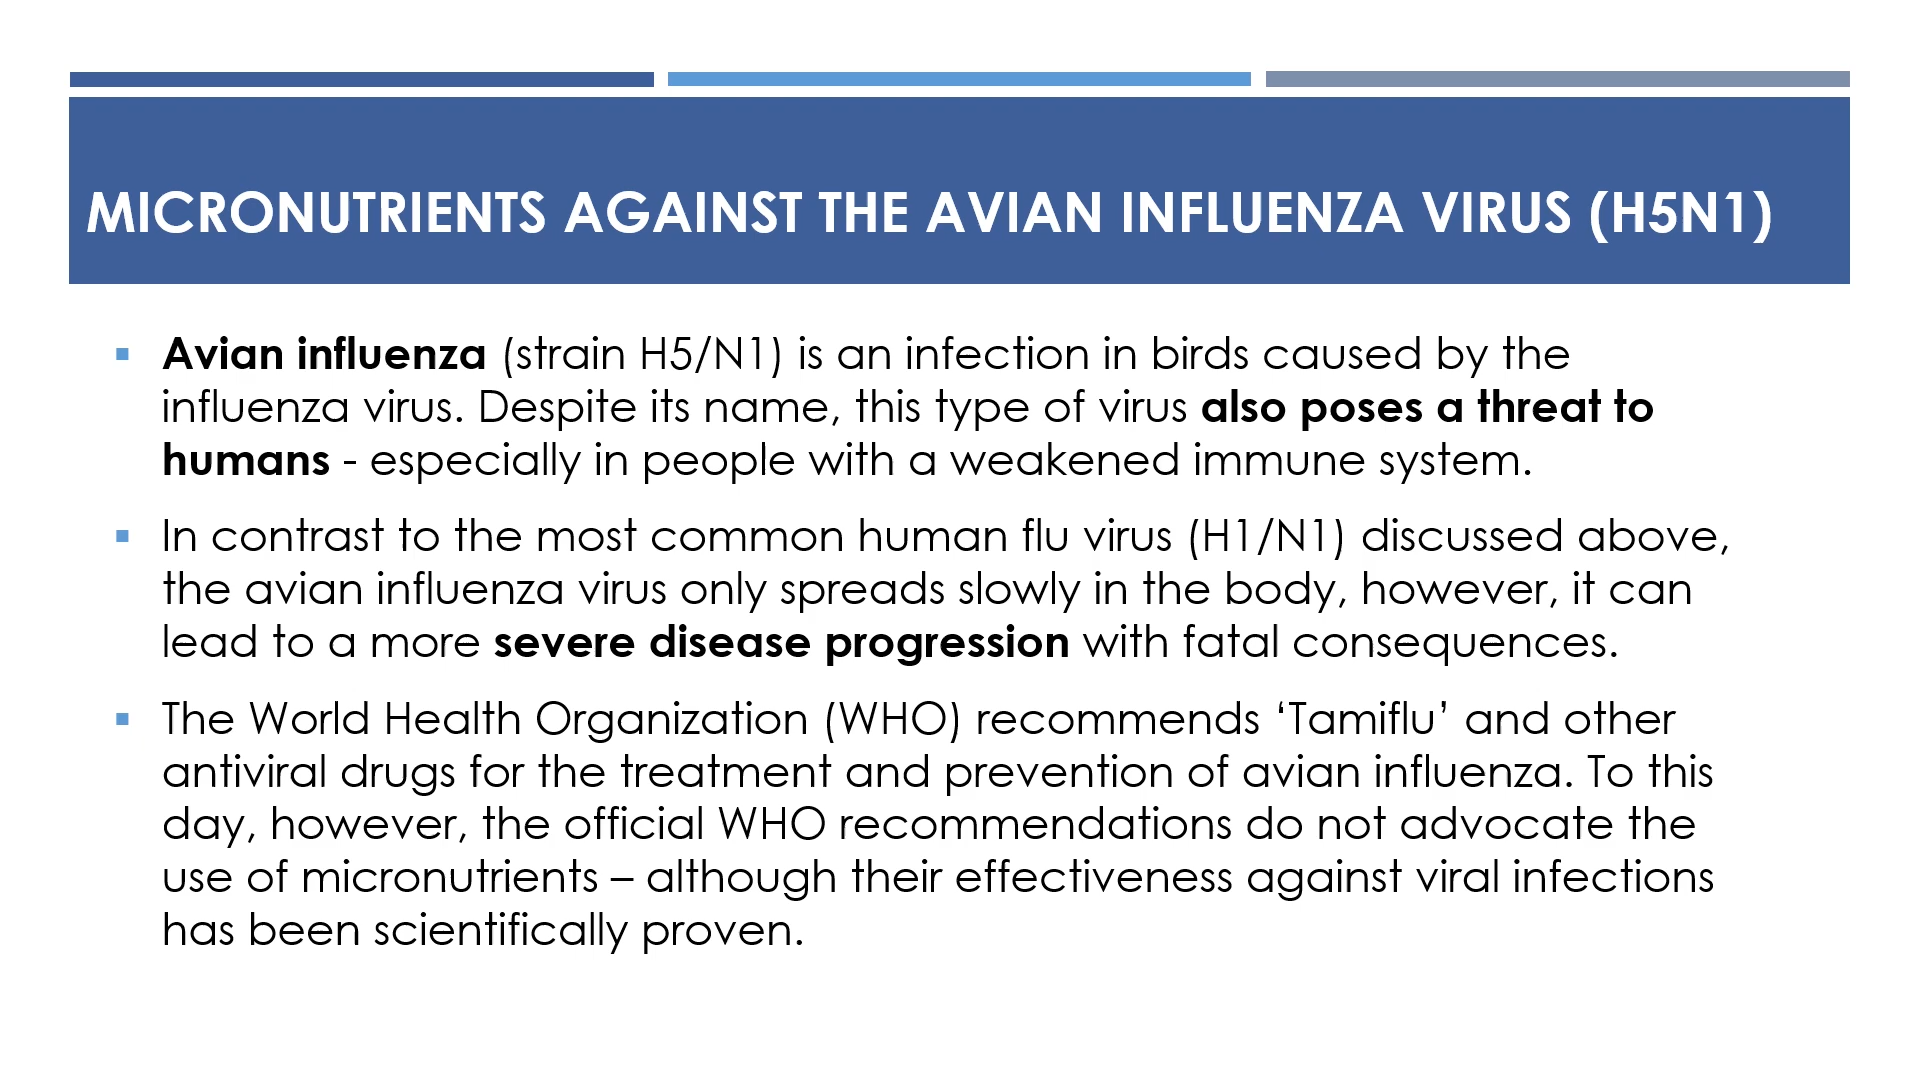 MICRONUTRIENTS AGAINST THE AVIAN INFLUENZA VIRUS (H5N1)
▪ Avian influenza (strain H5/N1) is an infection in birds caused by the
influenza virus. Despite its name, this type of virus also poses a threat to
humans - especially in people with a weakened immune system.
▪ In contrast to the most common human flu virus (H1/N1) discussed above,
the avian influenza virus only spreads slowly in the body, however, it can
lead to a more severe disease progression with fatal consequences.
▪ The World Health Organization (WHO) recommends ‘Tamiflu’ and other
antiviral drugs for the treatment and prevention of avian influenza. To this
day, however, the official WHO recommendations do not advocate the
use of micronutrients – although their effectiveness against viral infections
has been scientifically proven.